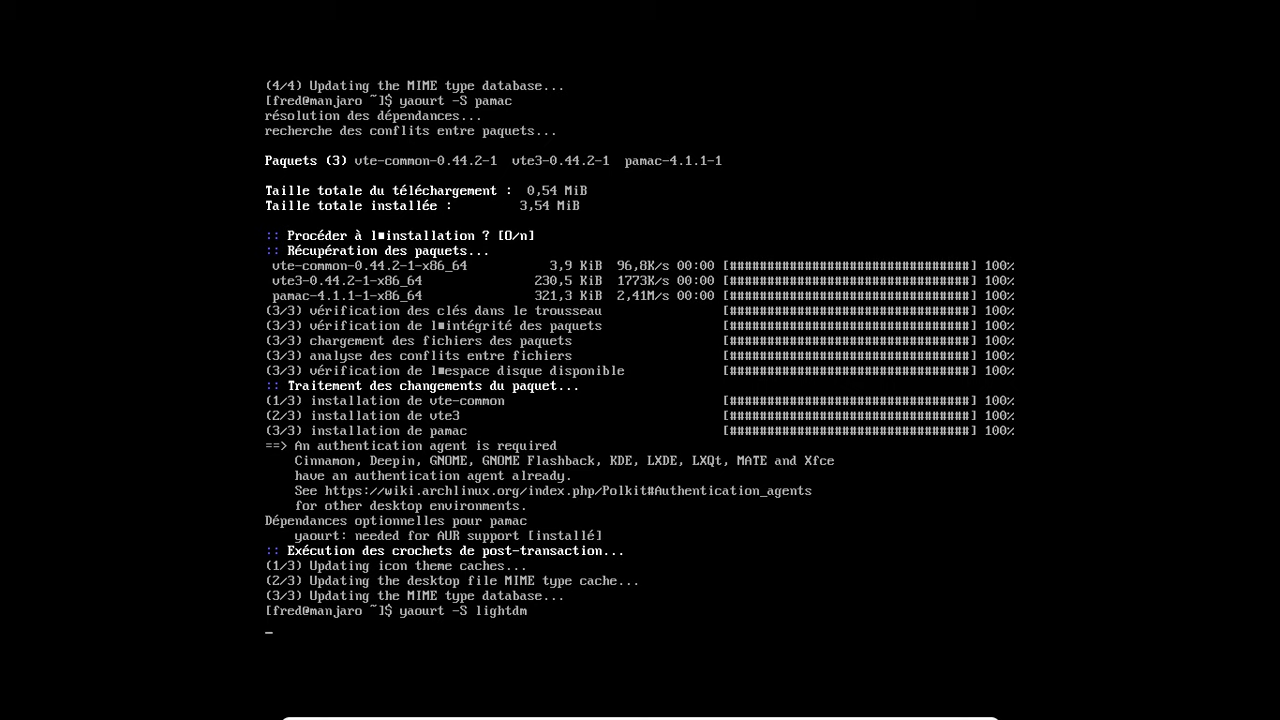 (4/4) Updating the MIME type database...
[fred@manjaro ~]$ yaourt -S pamac
résolution des dépendances...
recherche des conflits entre paquets...
Paquets (3) vte-common-0.44.2-1  vte3-0.44.2-1  pamac-4.1.1-1
Taille totale du téléchargement :  0,54 MiB
Taille totale installée :  3,54 MiB
:: Procéder à l■installation ? [O/n]
:: Récupération des paquets...
vte-common-0.44.2-1-x86_64  3,9 KiB  96,8K/s 00:00 [################################] 100%
vte3-0.44.2-1-x86_64  230,5 KiB  1773K/s 00:00 [################################] 100%
pamac-4.1.1-1-x86_64  321,3 KiB  2,41M/s 00:00 [################################] 100%
(3/3) vérification des clés dans le trousseau [################################] 100%
(3/3) vérification de l■intégrité des paquets [################################] 100%
(3/3) chargement des fichiers des paquets [################################] 100%
(3/3) analyse des conflits entre fichiers [################################] 100%
(3/3) vérification de l■espace disque disponible [################################] 100%
:: Traitement des changements du paquet...
(1/3) installation de vte-common [################################] 100%
(2/3) installation de vte3 [################################] 100%
(3/3) installation de pamac [################################] 100%
==> An authentication agent is required
Cinnamon, Deepin, GNOME, GNOME Flashback, KDE, LXDE, LXQt, MATE and Xfce
have an authentication agent already.
See https://wiki.archlinux.org/index.php/Polkit#Authentication_agents
for other desktop environments.
Dépendances optionnelles pour pamac
yaourt: needed for AUR support [installé]
:: Exécution des crochets de post-transaction...
(1/3) Updating icon theme caches...
(2/3) Updating the desktop file MIME type cache...
(3/3) Updating the MIME type database...
[fred@manjaro ~]$ yaourt -S lightdm
_